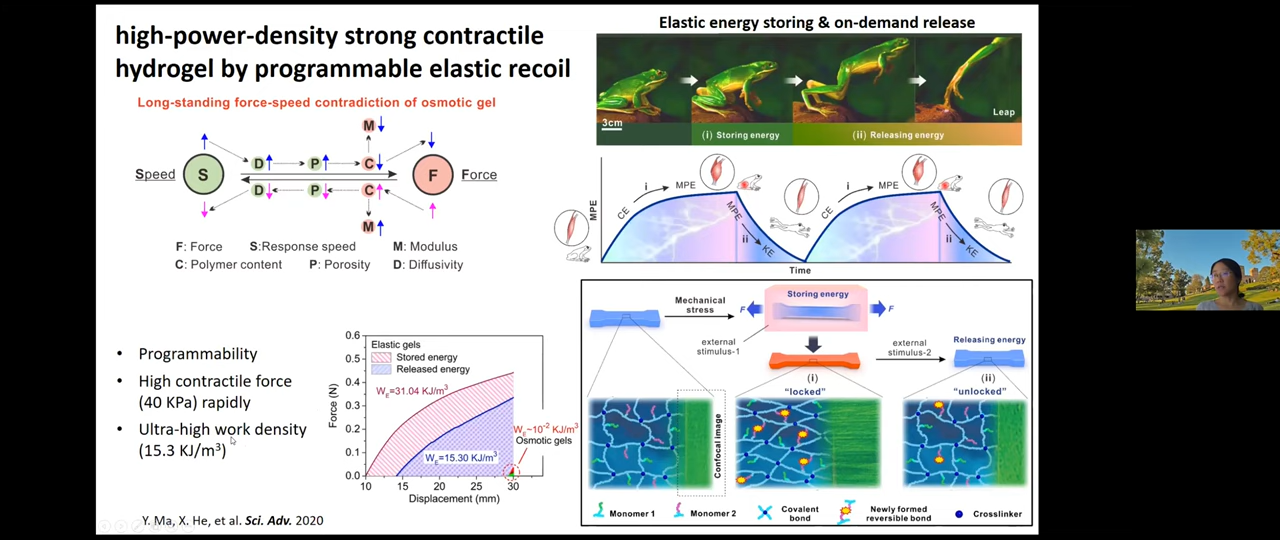 high-power-density strong contractile
hydrogel by programmable elastic recoil
Long-standing force-speed contradiction of osmotic gel
M
Speed S D P C F Force
D P C
M
F: Force S:Response speed M: Modulus
C: Polymer content P: Porosity D: Diffusivity
• Programmability
• High contractile force
(40 KPa) rapidly
• Ultra-high work density
(15.3 KJ/m³)
0.6
0.5
0.4
0.3
0.2
0.1
0.0
Force (N)
Elastic gels
Stored energy
Released energy
W_E=31.04 KJ/m³
W_E~10⁻² KJ/m³
Osmotic gels
W_E=15.30 KJ/m³
10 15 20 25 30
Displacement (mm)
Y. Ma, X. He, et al. Sci. Adv. 2020
Elastic energy storing & on-demand release
3cm
(i) Storing energy
(ii) Releasing energy
Leap
MPE
CE
i
MPE
MPE
ii
KE
CE
i
MPE
MPE
ii
KE
Time
Mechanical
stress
Storing energy
F
F
external
stimulus-1
external
stimulus-2
Releasing energy
(i)
"locked"
(ii)
"unlocked"
Confocal image
Monomer 1
Monomer 2
Covalent
bond
Newly formed
reversible bond
Crosslinker